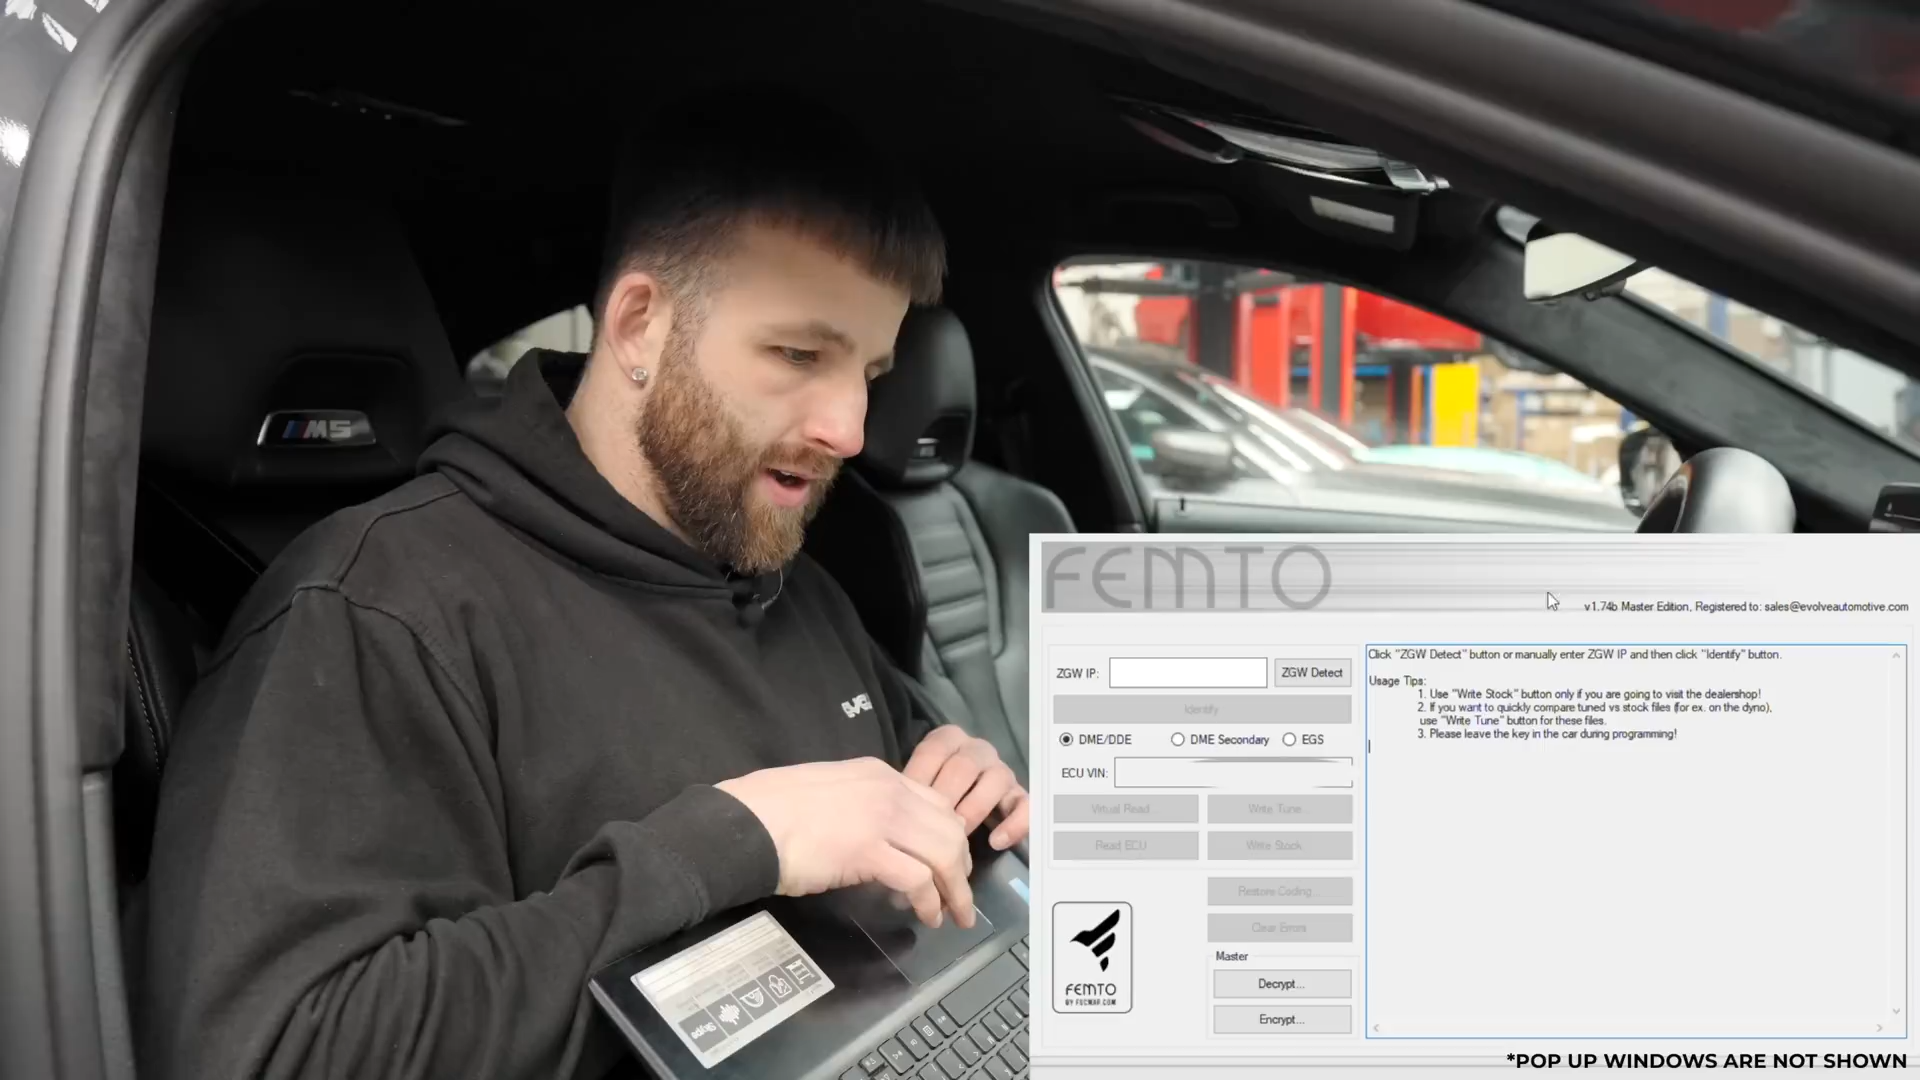 M5
FEMTO
v1.74b Master Edition, Registered to: sales@evolveautomotive.com
ZGW IP:
ZGW Detect
Identify
DME/DDE
DME Secondary
EGS
ECU VIN:
Virtual Read
Write Tune...
Read ECU
Write Stock
Restore Coding...
Clear Errors
Master
Decrypt...
Encrypt...
FEMTO
BY FSCMAR.COM
Click "ZGW Detect" button or manually enter ZGW IP and then click "Identify" button.
Usage Tips:
1. Use "Write Stock" button only if you are going to visit the dealershop!
2. If you want to quickly compare tuned vs stock files (for ex. on the dyno),
use "Write Tune" button for these files.
3. Please leave the key in the car during programming!
*POP UP WINDOWS ARE NOT SHOWN
skype